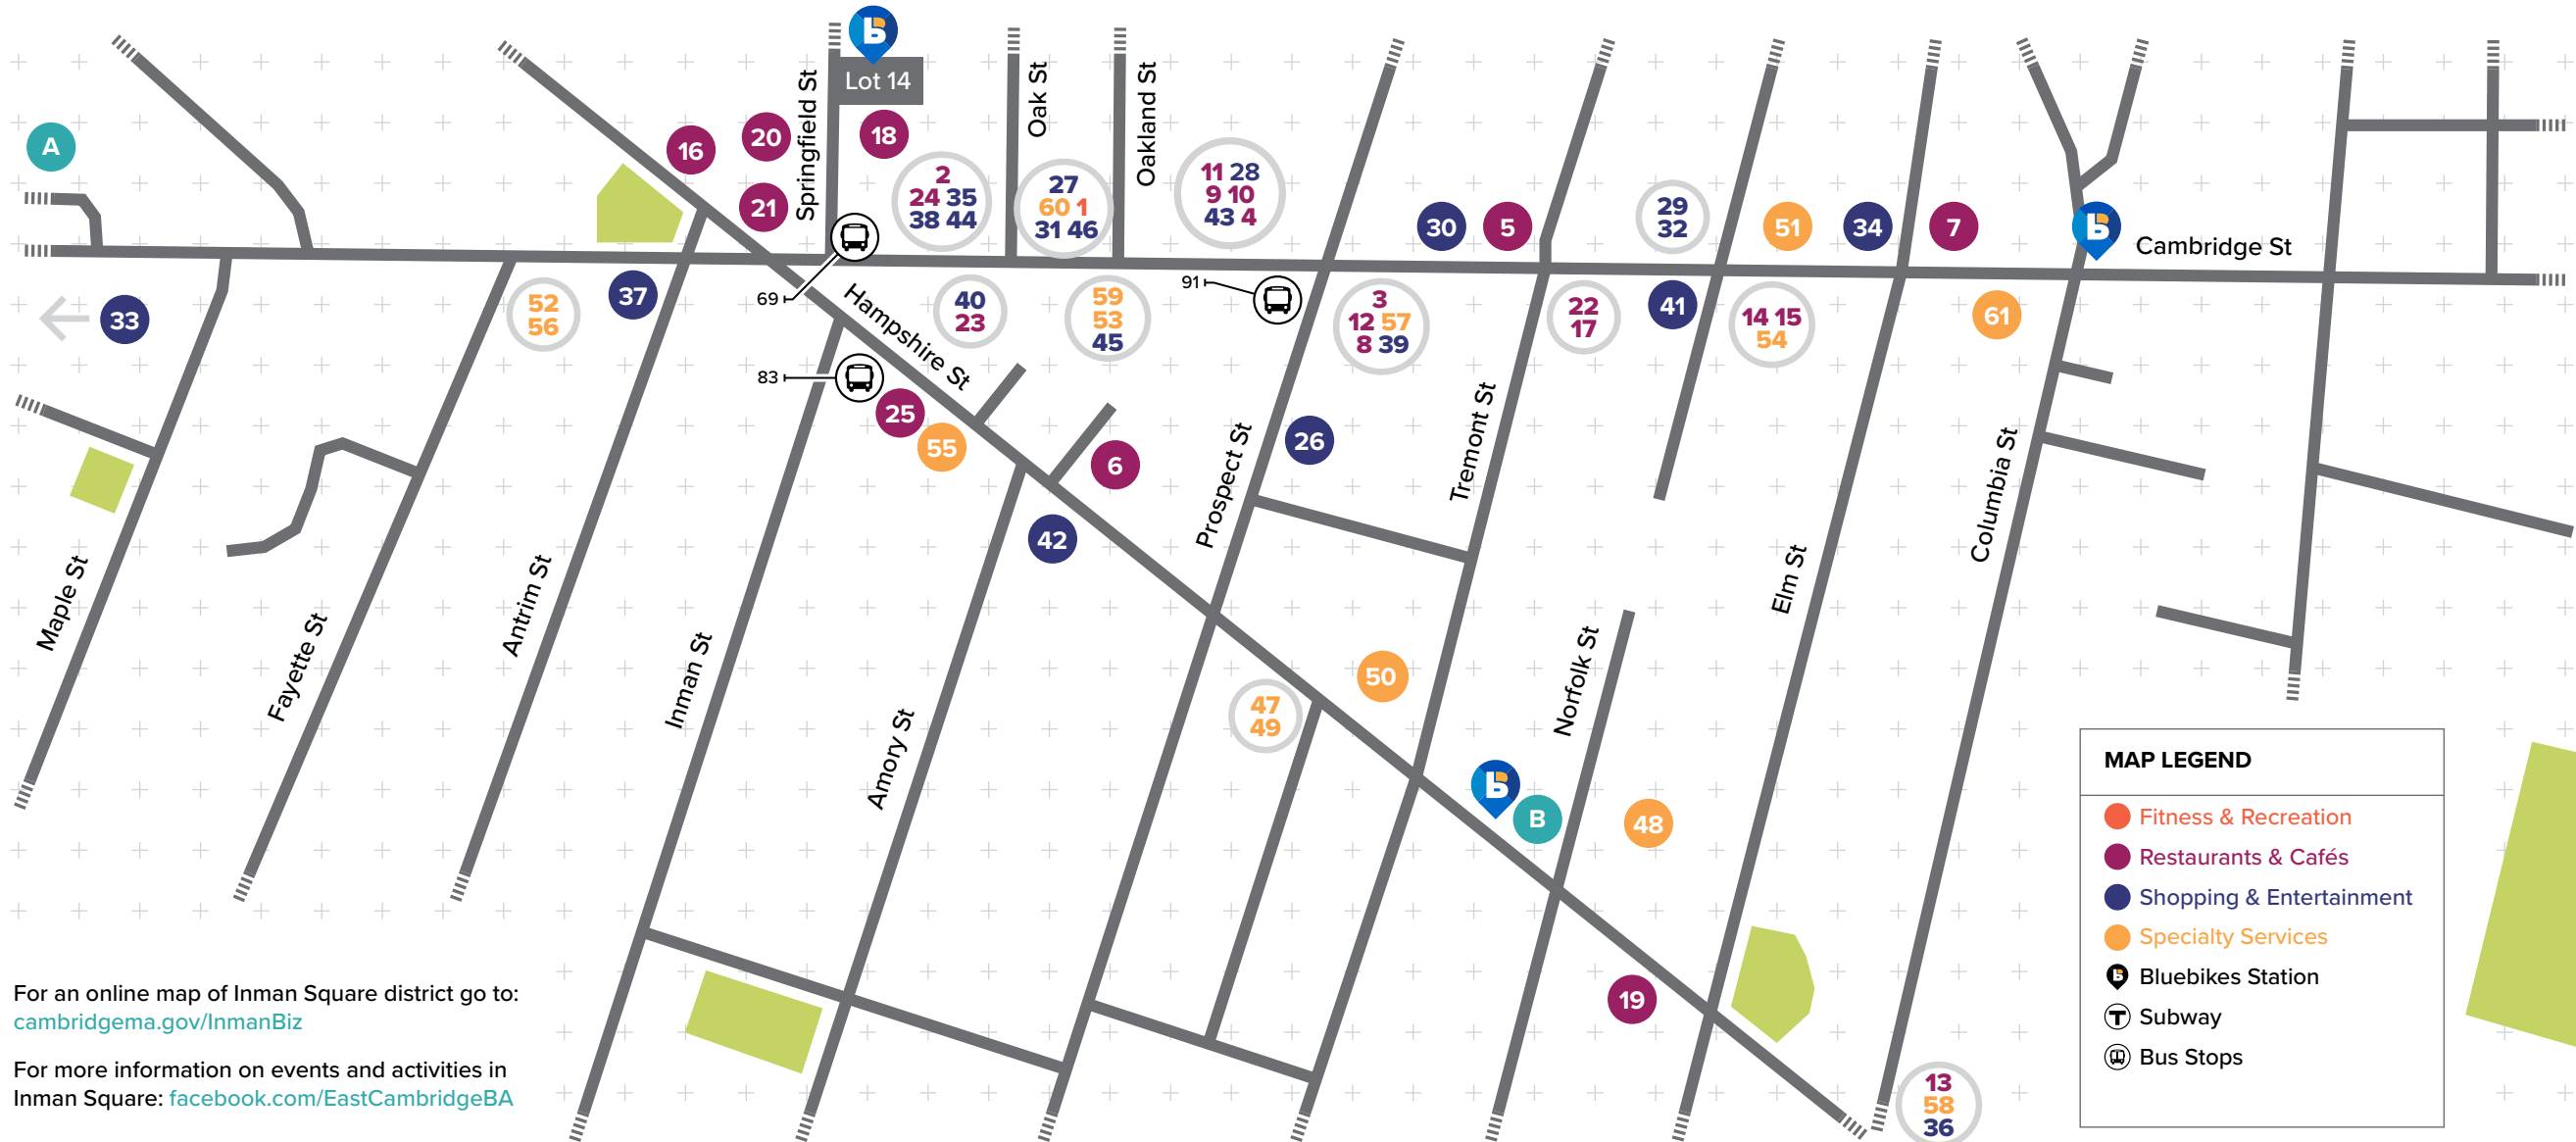 A
16
20
21
Springfield St
Lot 14
18
2
24 35
38 44
Oak St
27
60 1
31 46
Oakland St
11 28
9 10
43 4
30
5
29
32
51
34
7
Cambridge St
33
52
56
37
69
Hampshire St
40
23
59
53
45
91
3
12 57
8 39
22
17
41
14 15
54
61
83
25
55
6
42
26
Prospect St
Tremont St
Columbia St
Maple St
Fayette St
Antrim St
Inman St
Amory St
Norfolk St
Elm St
47
49
50
B
48
19
13
58
36
MAP LEGEND
Fitness & Recreation
Restaurants & Cafés
Shopping & Entertainment
Specialty Services
Bluebikes Station
T Subway
Bus Stops
For an online map of Inman Square district go to:
cambridgema.gov/InmanBiz
For more information on events and activities in
Inman Square: facebook.com/EastCambridgeBA